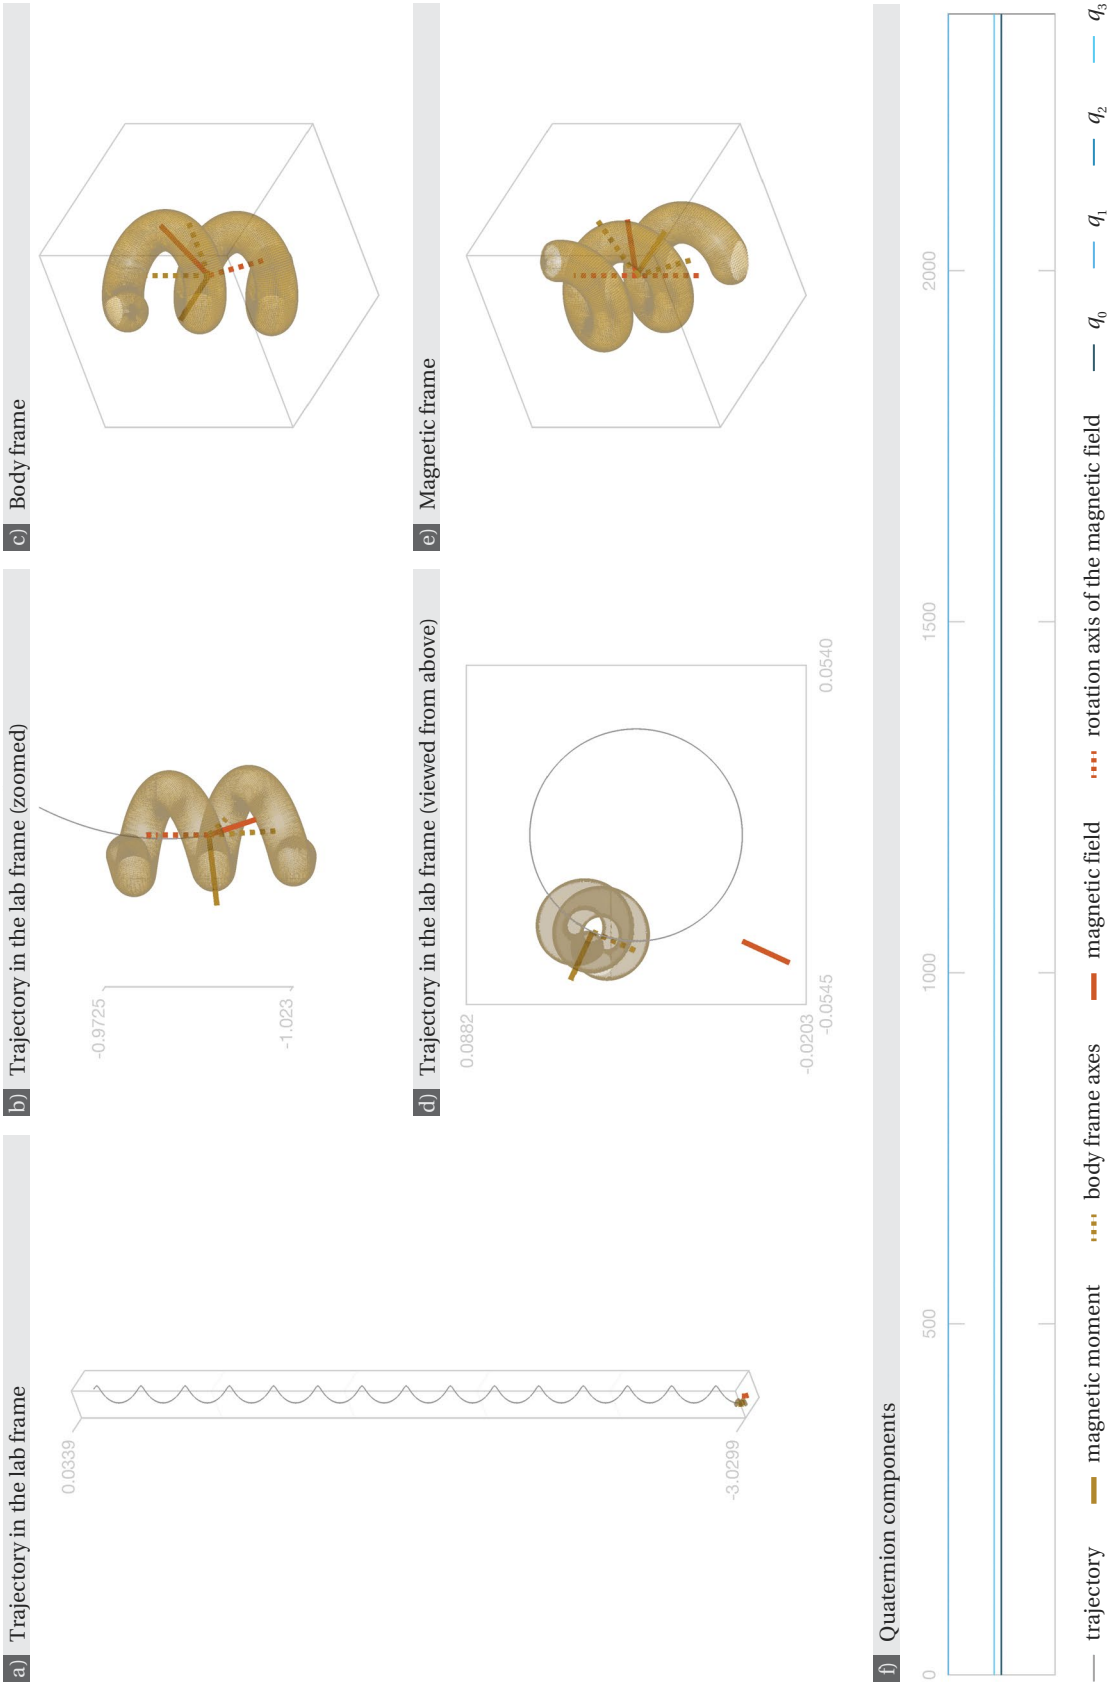 a) Trajectory in the lab frame
0.0339
-3.0299
b) Trajectory in the lab frame (zoomed)
-0.9725
-1.023
c) Body frame
d) Trajectory in the lab frame (viewed from above)
0.0882
-0.0203
-0.0545
0.0540
e) Magnetic frame
f) Quaternion components
0 500 1000 1500 2000
trajectory magnetic moment body frame axes magnetic field rotation axis of the magnetic field q0 q1 q2 q3